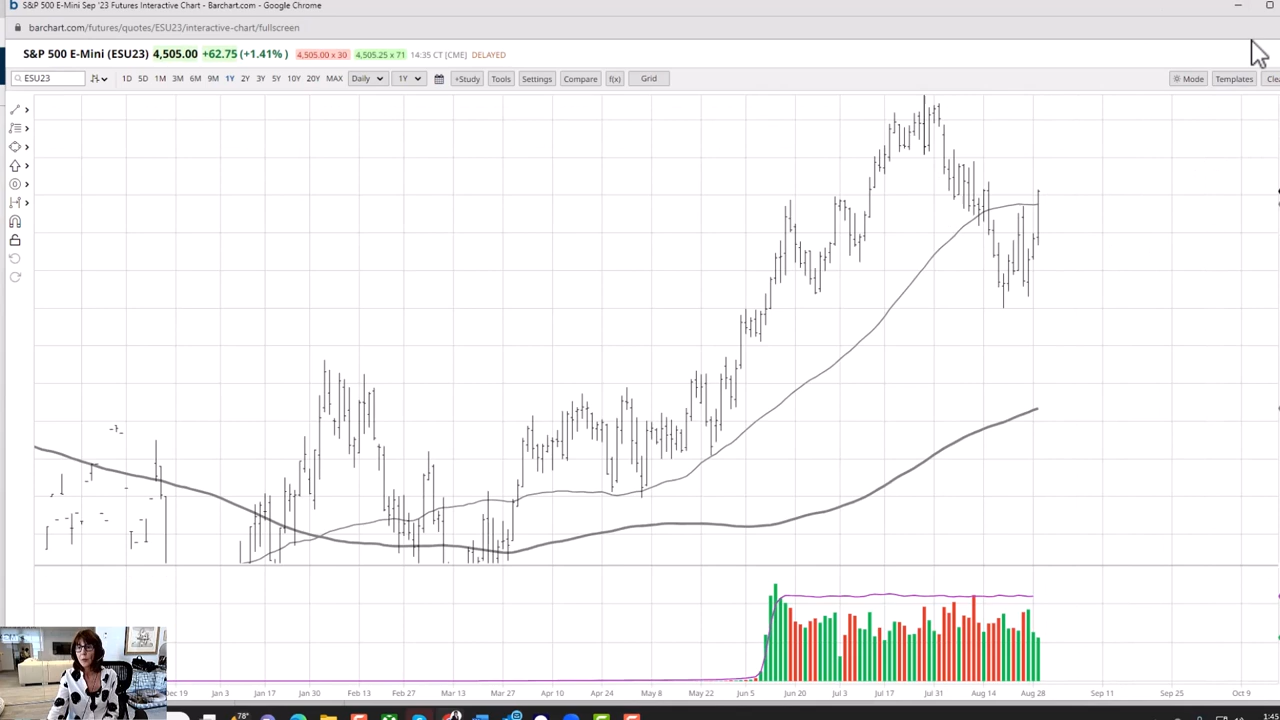 S&P 500 E-Mini Sep '23 Futures Interactive Chart - Barchart.com - Google Chrome
barchart.com/futures/quotes/ESU23/interactive-chart/fullscreen
S&P 500 E-Mini (ESU23) 4,505.00 +62.75 (+1.41%) 4,505.00 x 30 4,505.25 x 71 14:35 CT [CME] DELAYED
ESU23 1D 5D 1M 3M 6M 9M 1Y 2Y 3Y 5Y 10Y 20Y MAX Daily 1Y +Study Tools Settings Compare f(x) Grid Mode Templates Clea
Dec 19 Jan 3 Jan 17 Jan 30 Feb 13 Feb 27 Mar 13 Mar 27 Apr 10 Apr 24 May 8 May 22 Jun 5 Jun 20 Jul 3 Jul 17 Jul 31 Aug 14 Aug 28 Sep 11 Sep 25 Oct 9
78° 1:45